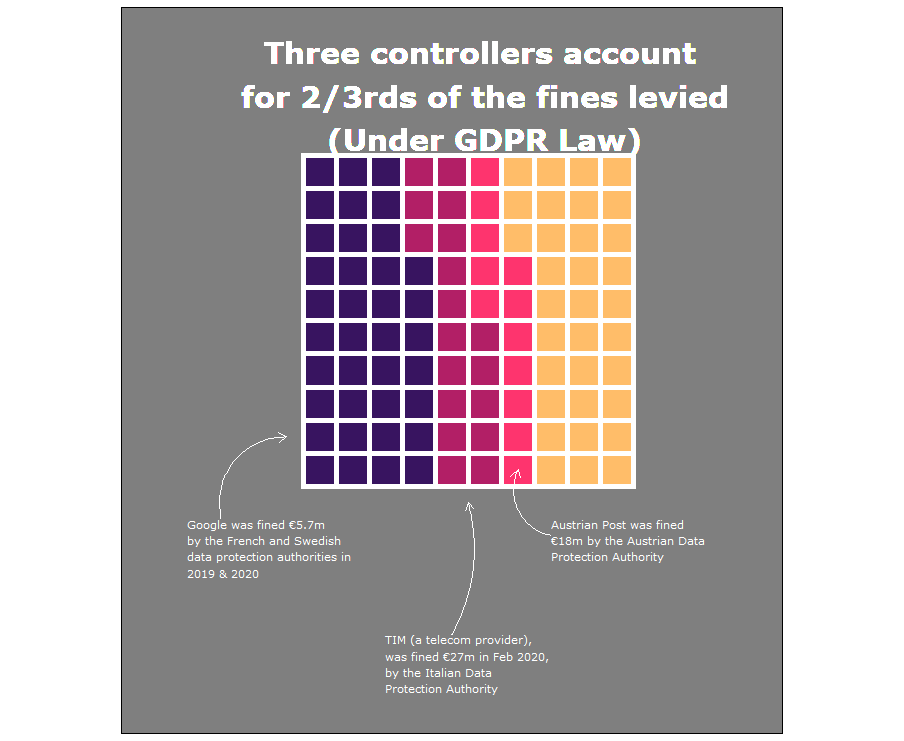 Three controllers account
for 2/3rds of the fines levied
(Under GDPR Law)
Google was fined €5.7m
by the French and Swedish
data protection authorities in
2019 & 2020
Austrian Post was fined
€18m by the Austrian Data
Protection Authority
TIM (a telecom provider),
was fined €27m in Feb 2020,
by the Italian Data
Protection Authority